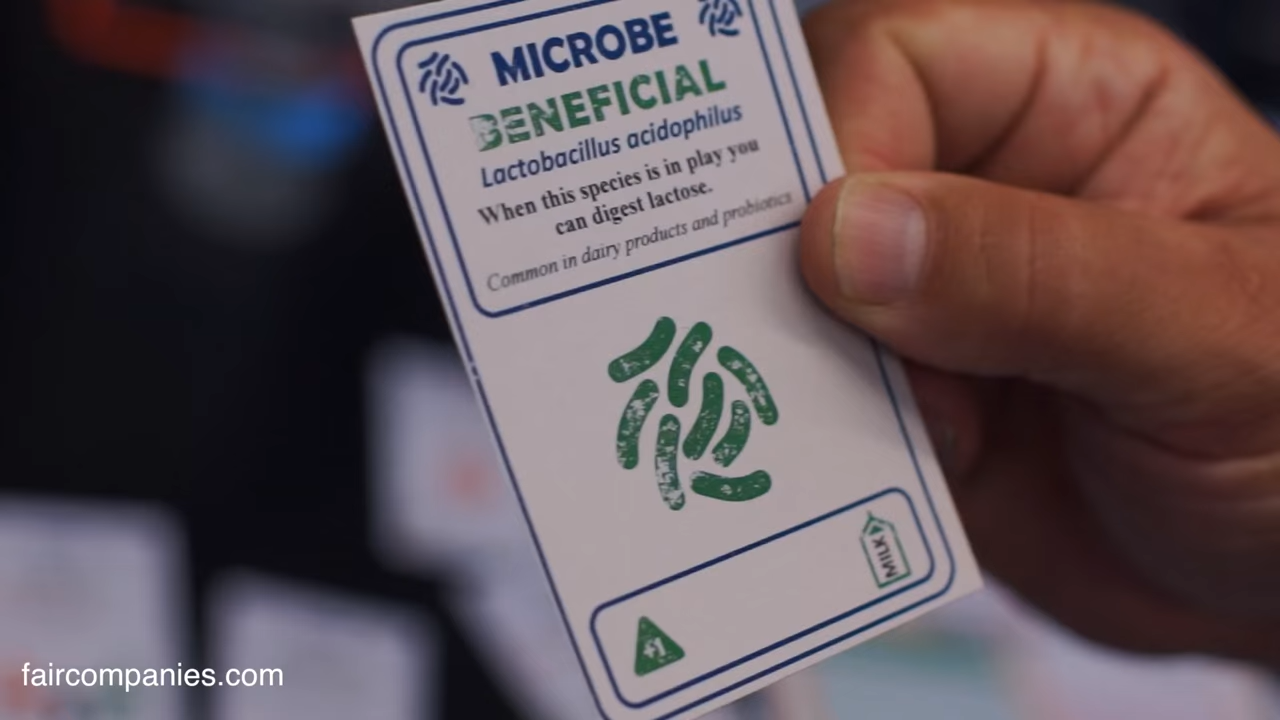 MICROBE
BENEFICIAL
Lactobacillus acidophilus
When this species is in play you
can digest lactose.
Common in dairy products and probiotics
MILK
+1
faircompanies.com